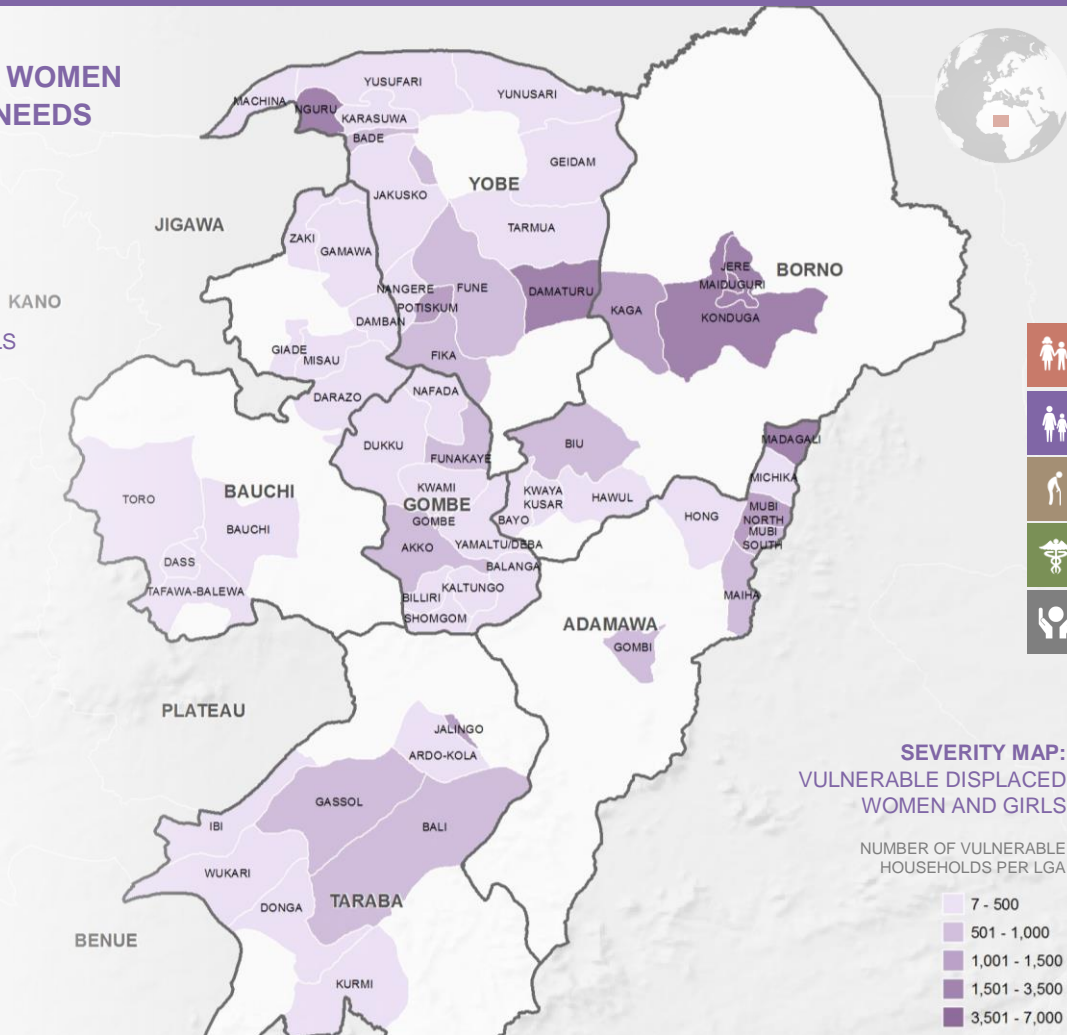 WOMEN
NEEDS
LS
YUSUFARI
YUNUSARI
MACHINA
NGURU
KARASUWA
BADE
GEIDAM
YOBE
JAKUSKO
JIGAWA
TARMUA
ZAKI
GAMAWA
JERE
BORNO
MAIDUGURI
KANO
NANGERE
FUNE
DAMATURU
POTISKUM
KAGA
KONDUGA
DAMBAN
GIADE
MISAU
FIKA
DARAZO
NAFADA
DUKKU
BIU
MADAGALI
FUNAKAYE
MICHIKA
KWAMI
TORO
BAUCHI
GOMBE
KWAYA
KUSAR
HAWUL
MUBI
NORTH
HONG
GOMBE
BAYO
BAUCHI
MUBI
SOUTH
AKKO
YAMALTU/DEBA
DASS
BALANGA
TAFAWA-BALEWA
KALTUNGO
BILLIRI
MAIHA
SHOMGOM
ADAMAWA
GOMBI
PLATEAU
JALINGO
ARDO-KOLA
GASSOL
IBI
BALI
WUKARI
DONGA
TARABA
BENUE
KURMI
SEVERITY MAP:
VULNERABLE DISPLACED
WOMEN AND GIRLS
NUMBER OF VULNERABLE
HOUSEHOLDS PER LGA
7 - 500
501 - 1,000
1,001 - 1,500
1,501 - 3,500
3,501 - 7,000